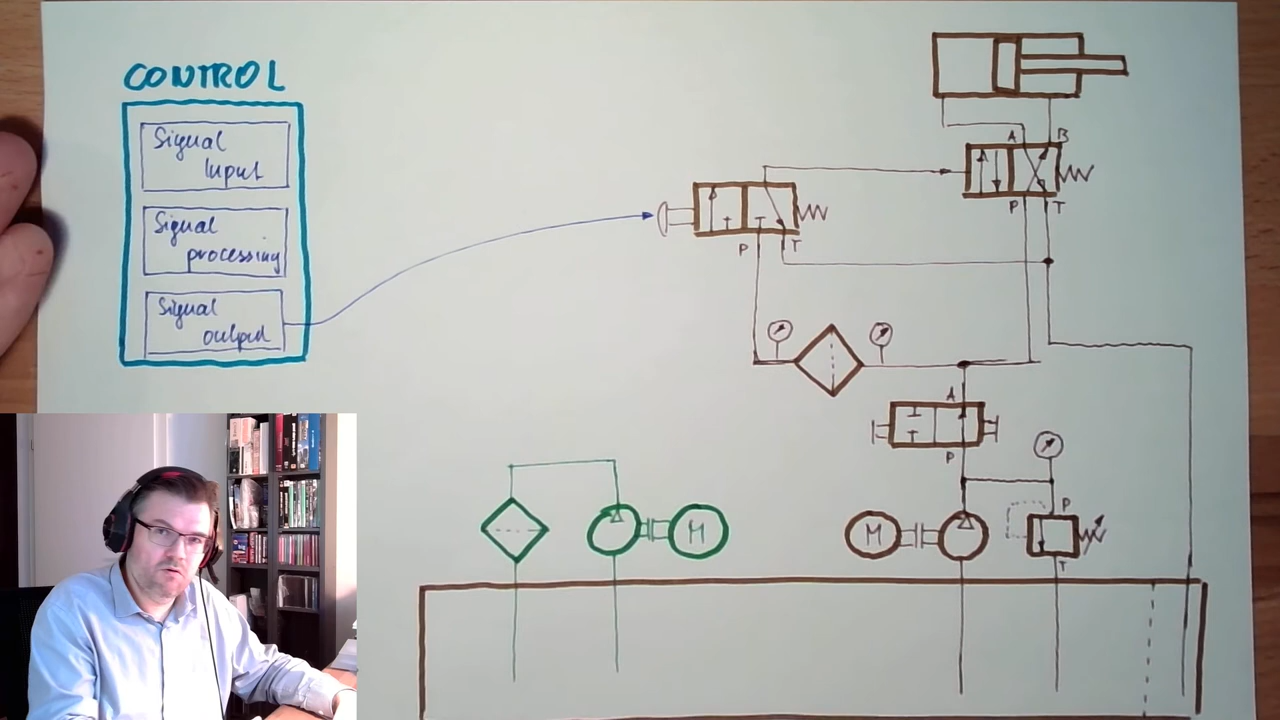 CONTROL
Signal
Input
Signal
processing
Signal
output
A
B
P
T
P
T
A
P
P
T
M
M